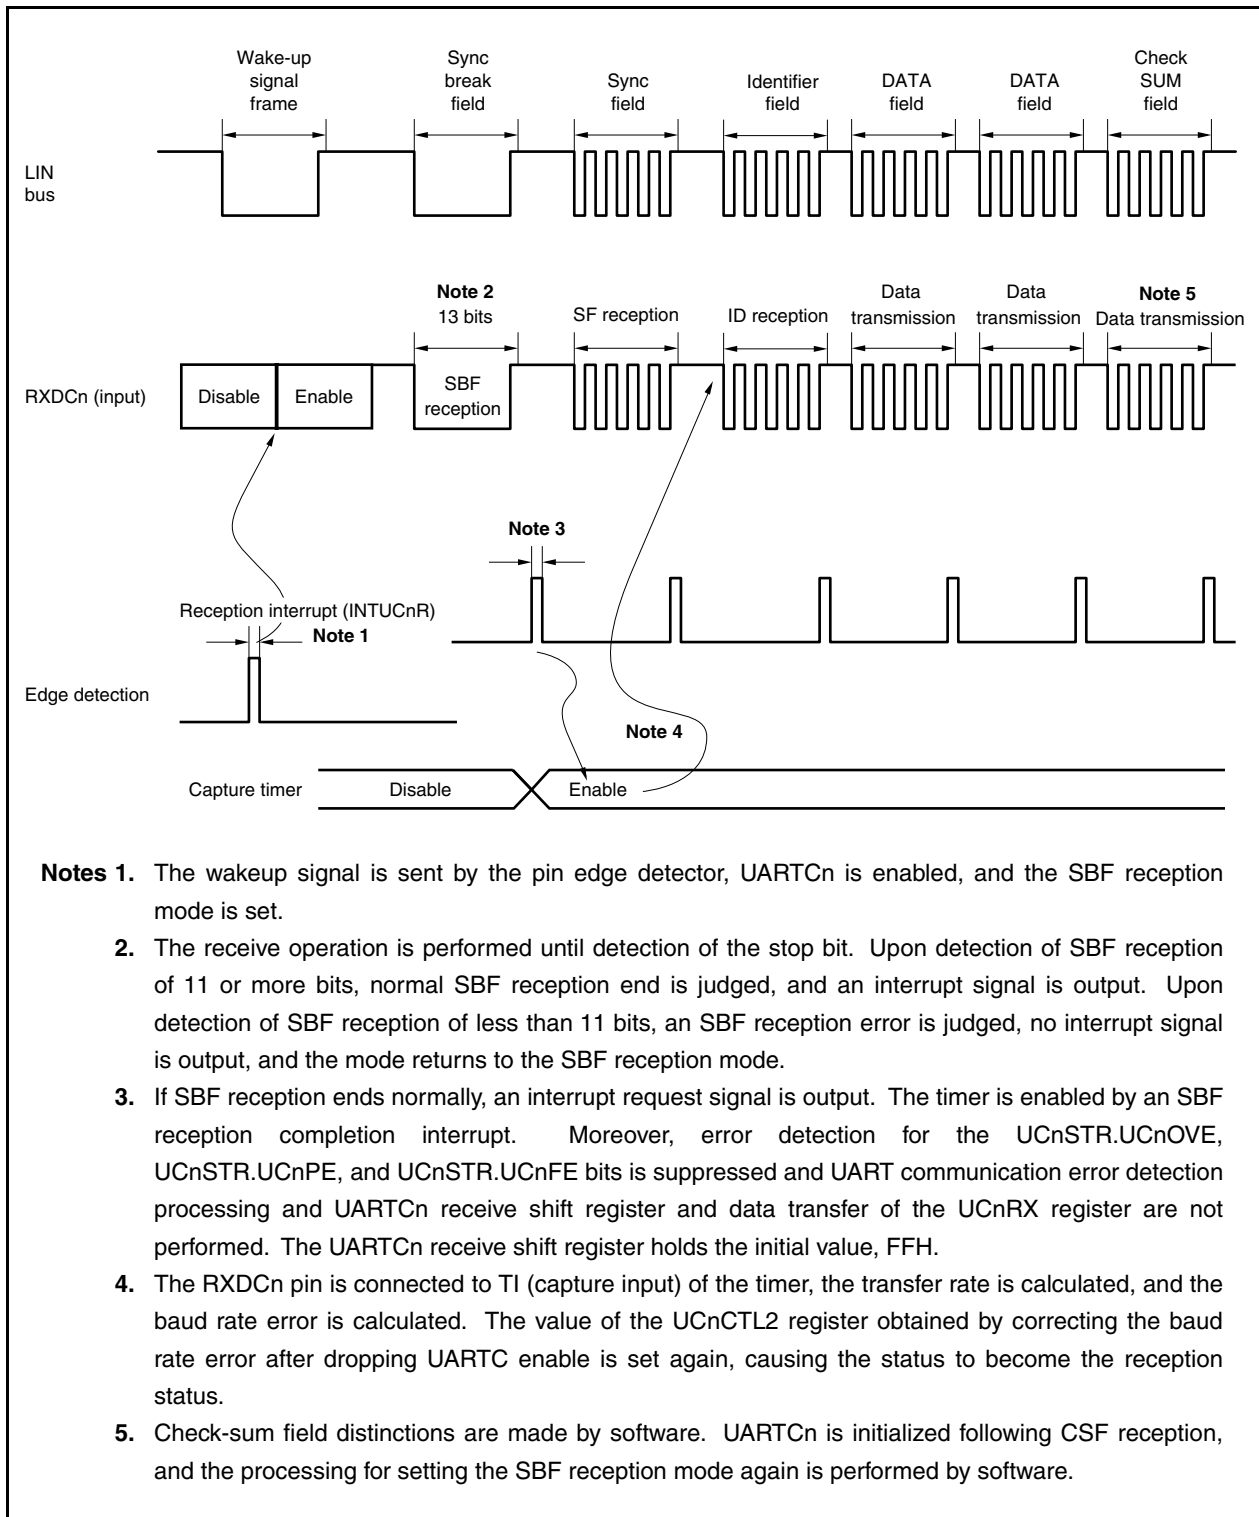 Wake-up
signal
frame
Sync
break
field
Sync
field
Identifier
field
DATA
field
DATA
field
Check
SUM
field
LIN
bus
Note 2
13 bits
SF reception
ID reception
Data
transmission
Data
transmission
Note 5
Data transmission
RXDCn (input)
Disable
Enable
SBF
reception
Note 3
Reception interrupt (INTUCnR)
Note 1
Edge detection
Note 4
Capture timer
Disable
Enable
Notes 1. The wakeup signal is sent by the pin edge detector, UARTCn is enabled, and the SBF reception
mode is set.
2. The receive operation is performed until detection of the stop bit. Upon detection of SBF reception
of 11 or more bits, normal SBF reception end is judged, and an interrupt signal is output. Upon
detection of SBF reception of less than 11 bits, an SBF reception error is judged, no interrupt signal
is output, and the mode returns to the SBF reception mode.
3. If SBF reception ends normally, an interrupt request signal is output. The timer is enabled by an SBF
reception completion interrupt. Moreover, error detection for the UCnSTR.UCnOVE,
UCnSTR.UCnPE, and UCnSTR.UCnFE bits is suppressed and UART communication error detection
processing and UARTCn receive shift register and data transfer of the UCnRX register are not
performed. The UARTCn receive shift register holds the initial value, FFH.
4. The RXDCn pin is connected to TI (capture input) of the timer, the transfer rate is calculated, and the
baud rate error is calculated. The value of the UCnCTL2 register obtained by correcting the baud
rate error after dropping UARTC enable is set again, causing the status to become the reception
status.
5. Check-sum field distinctions are made by software. UARTCn is initialized following CSF reception,
and the processing for setting the SBF reception mode again is performed by software.